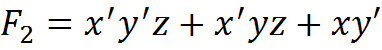 F₂ = x′y′z + x′yz + xy′